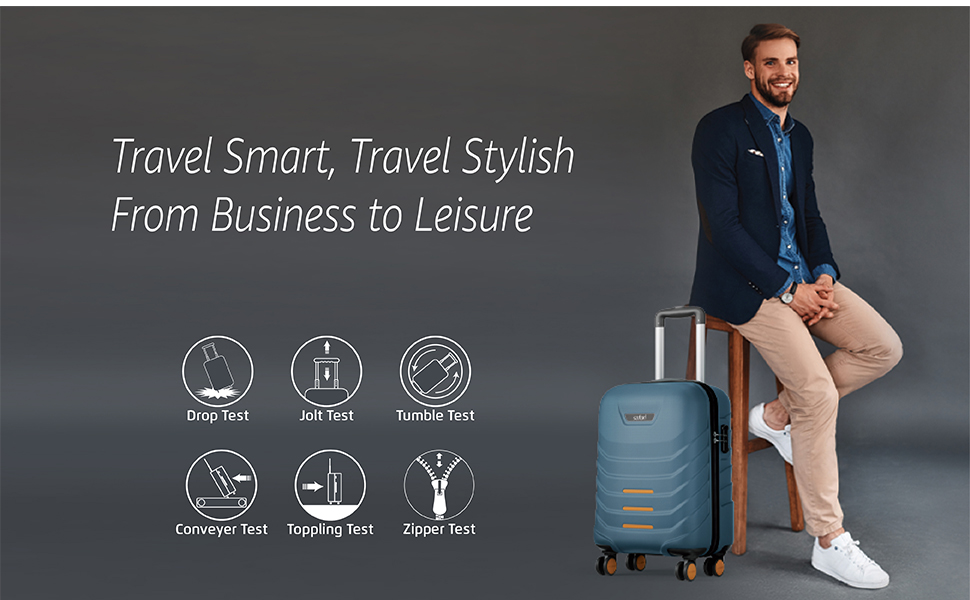 Travel Smart, Travel Stylish
From Business to Leisure
Drop Test
Jolt Test
Tumble Test
Conveyer Test
Toppling Test
Zipper Test